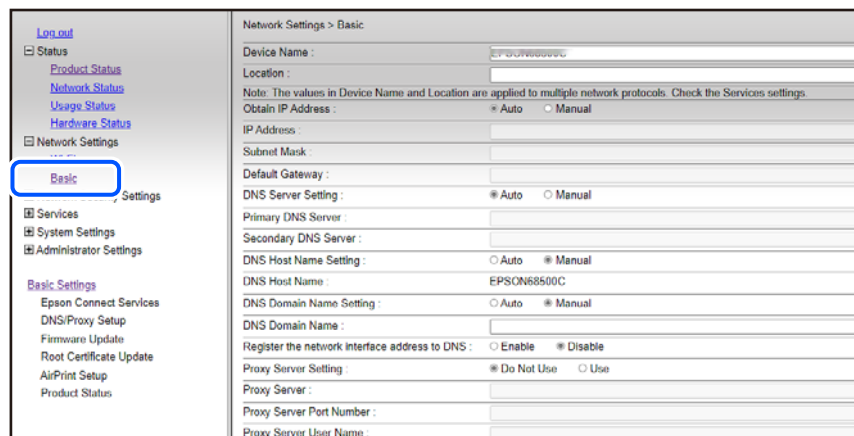 Log out
Status
Product Status
Network Status
Usage Status
Hardware Status
Network Settings
Basic
Settings
Services
System Settings
Administrator Settings
Basic Settings
Epson Connect Services
DNS/Proxy Setup
Firmware Update
Root Certificate Update
AirPrint Setup
Product Status
Network Settings > Basic
Device Name :
Location :
Note: The values in Device Name and Location are applied to multiple network protocols. Check the Services settings.
Obtain IP Address : Auto Manual
IP Address :
Subnet Mask :
Default Gateway :
DNS Server Setting : Auto Manual
Primary DNS Server :
Secondary DNS Server :
DNS Host Name Setting : Auto Manual
DNS Host Name : EPSON68500C
DNS Domain Name Setting : Auto Manual
DNS Domain Name :
Register the network interface address to DNS : Enable Disable
Proxy Server Setting : Do Not Use Use
Proxy Server :
Proxy Server Port Number :
Proxy Server User Name :